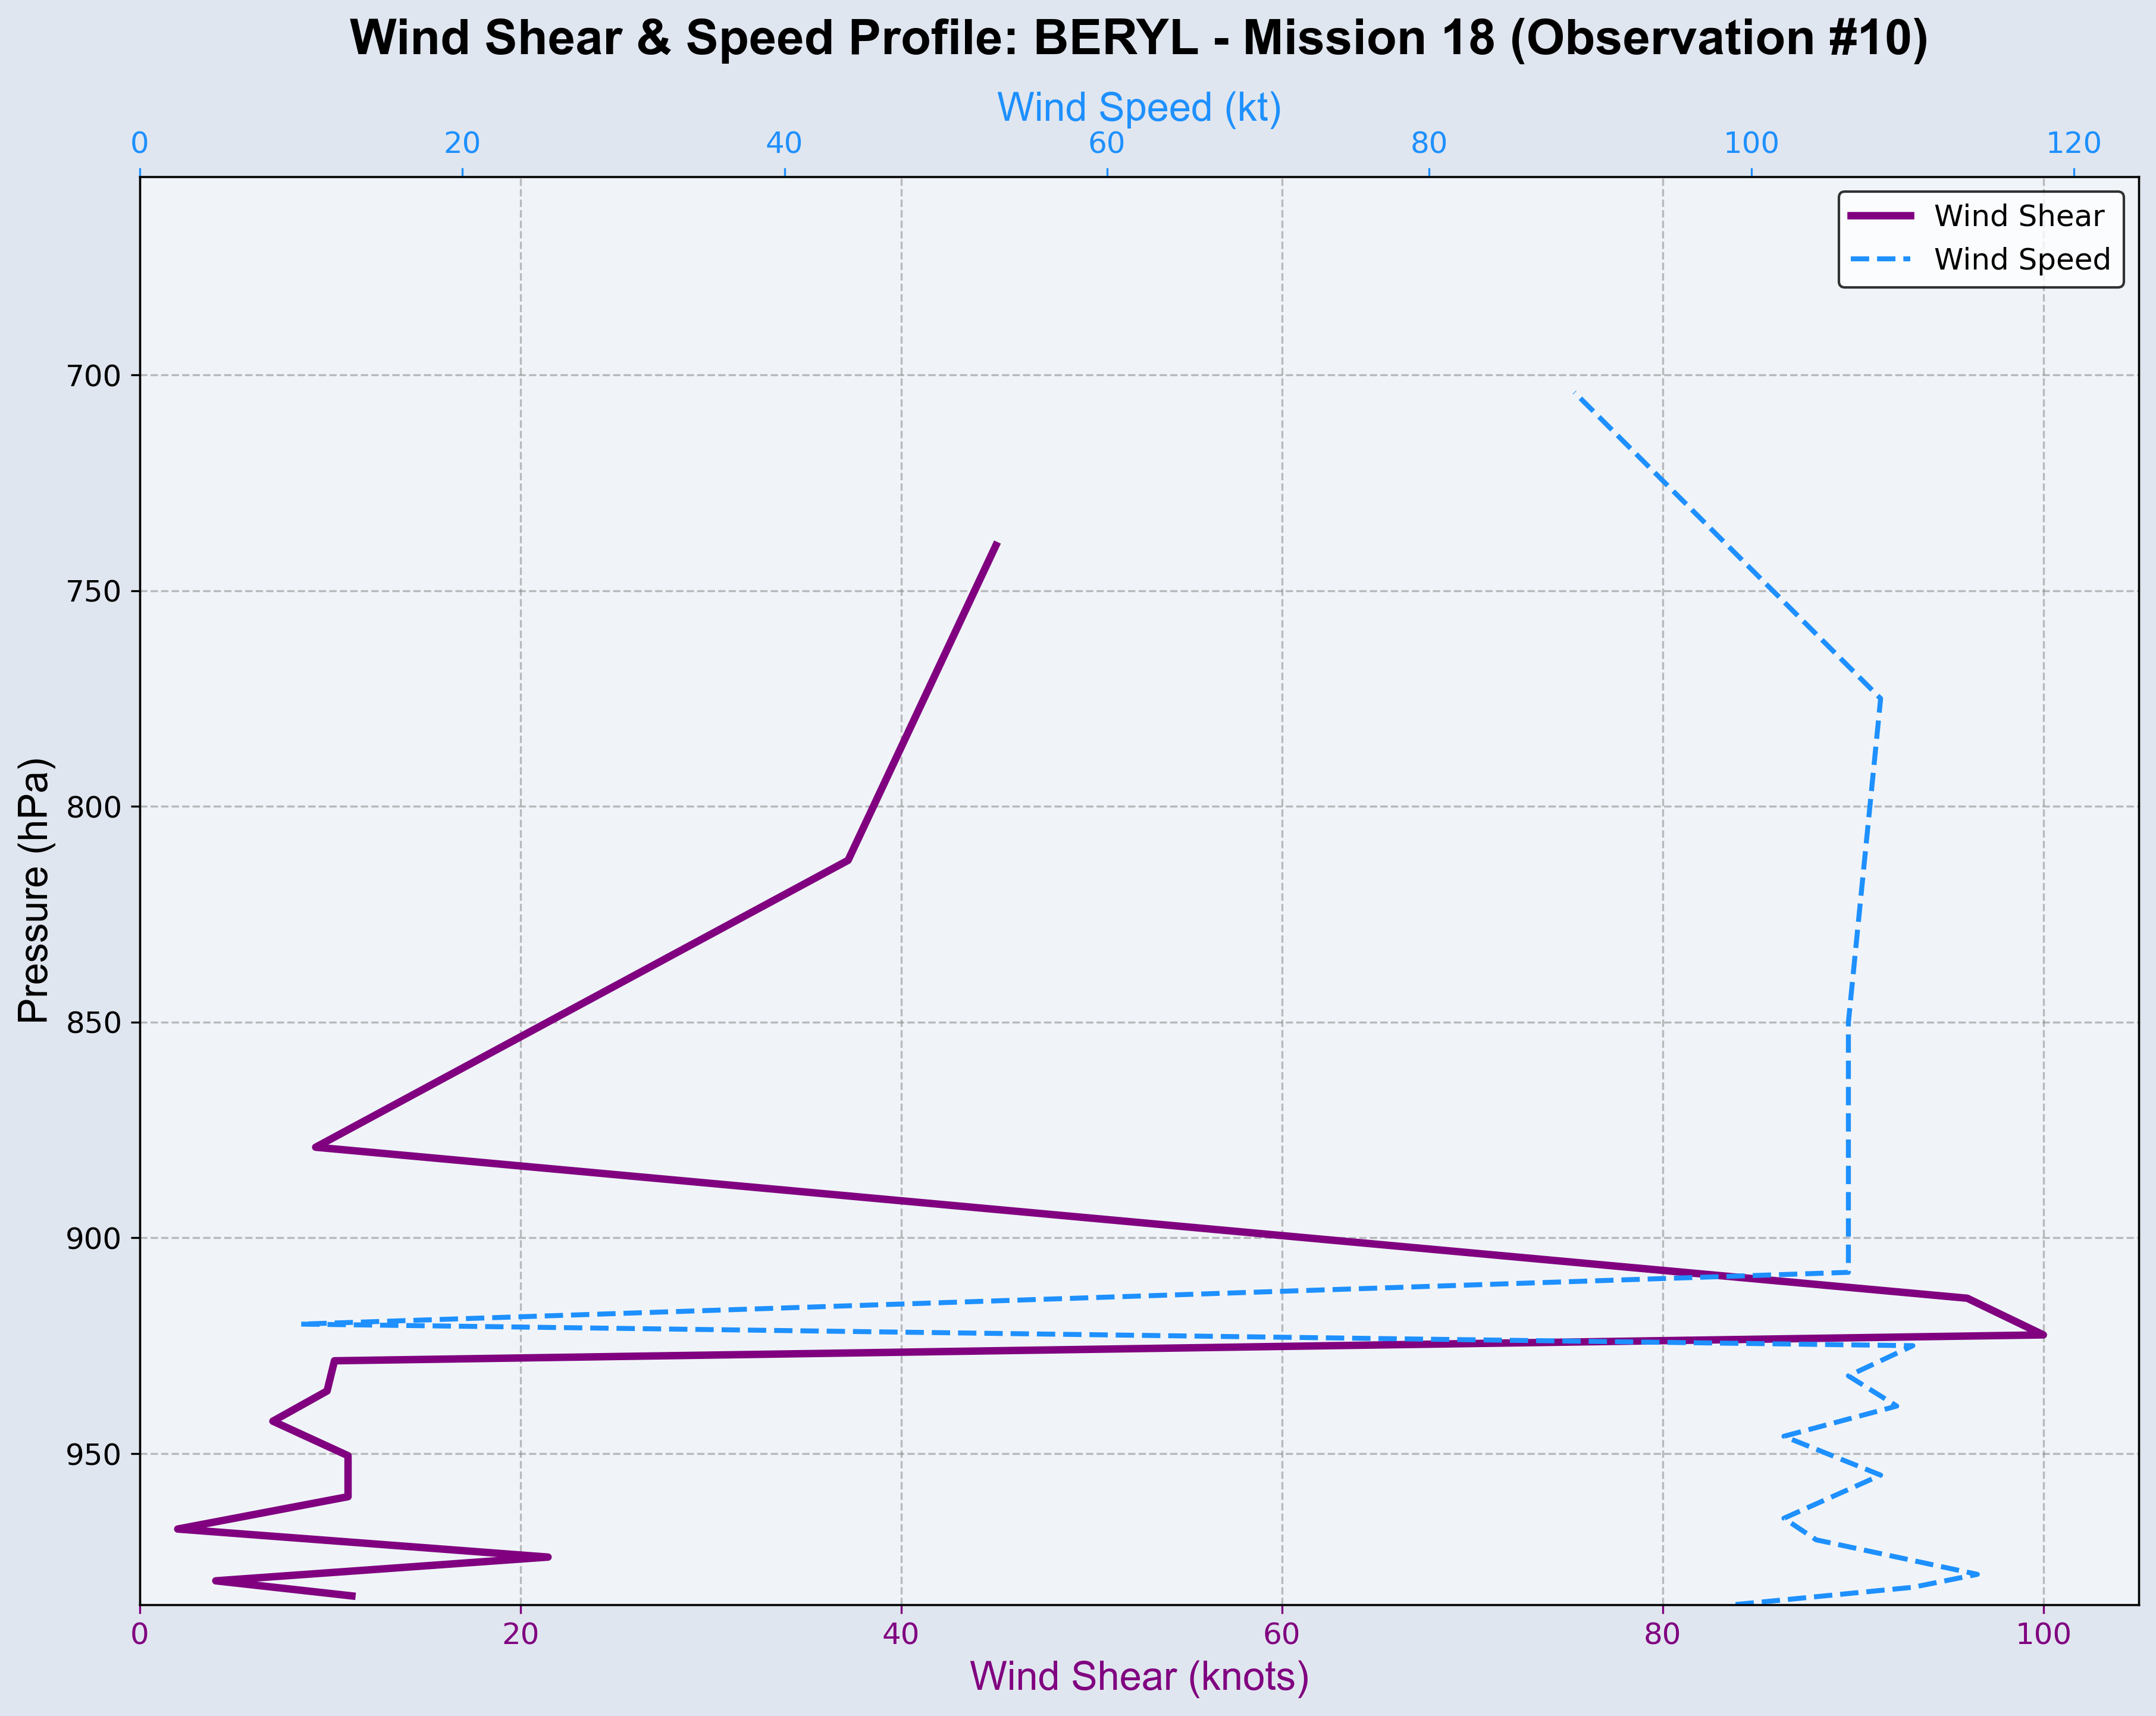 Wind Shear & Speed Profile: BERYL - Mission 18 (Observation #10)
Wind Speed (kt)
0 20 40 60 80 100 120
Wind Shear
Wind Speed
700
750
800
850
900
950
Pressure (hPa)
0 20 40 60 80 100
Wind Shear (knots)